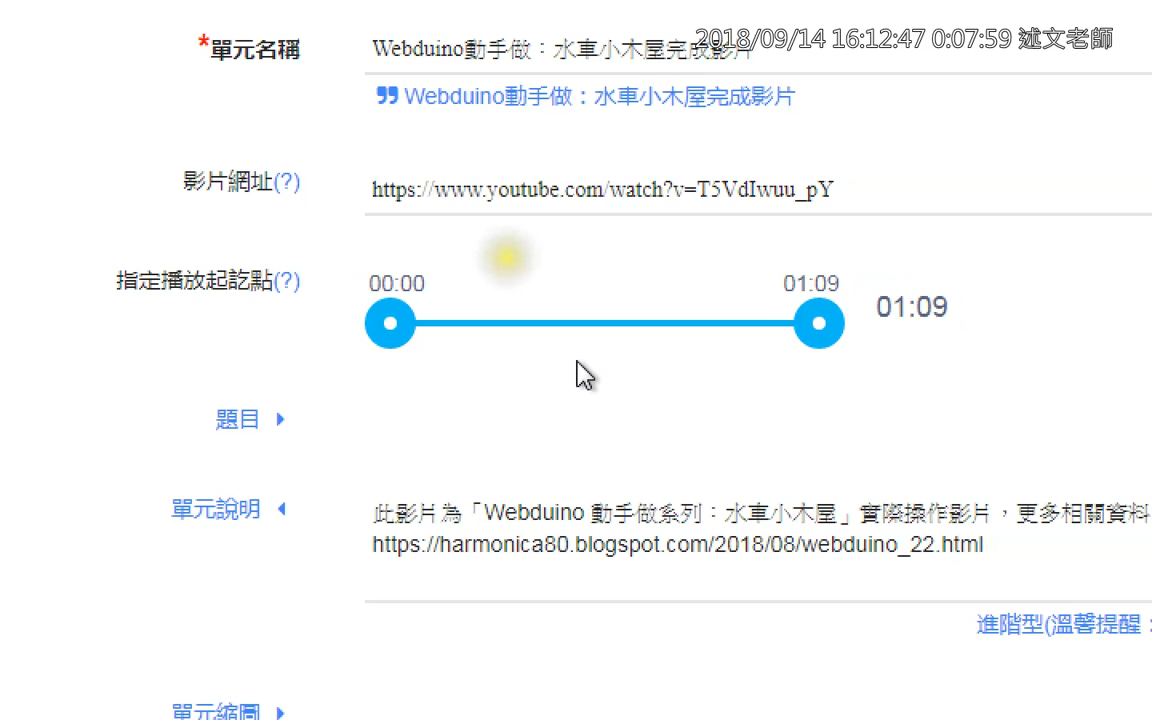 2018/09/14 16:12:47 0:07:59 述文老師
*單元名稱 Webduino動手做：水車小木屋完成影片
Webduino動手做：水車小木屋完成影片
影片網址(?) https://www.youtube.com/watch?v=T5VdIwuu_pY
指定播放起訖點(?) 00:00 01:09 01:09
題目
單元說明 此影片為「Webduino 動手做系列：水車小木屋」實際操作影片，更多相關資料
https://harmonica80.blogspot.com/2018/08/webduino_22.html
進階型(溫馨提醒：
單元縮圖